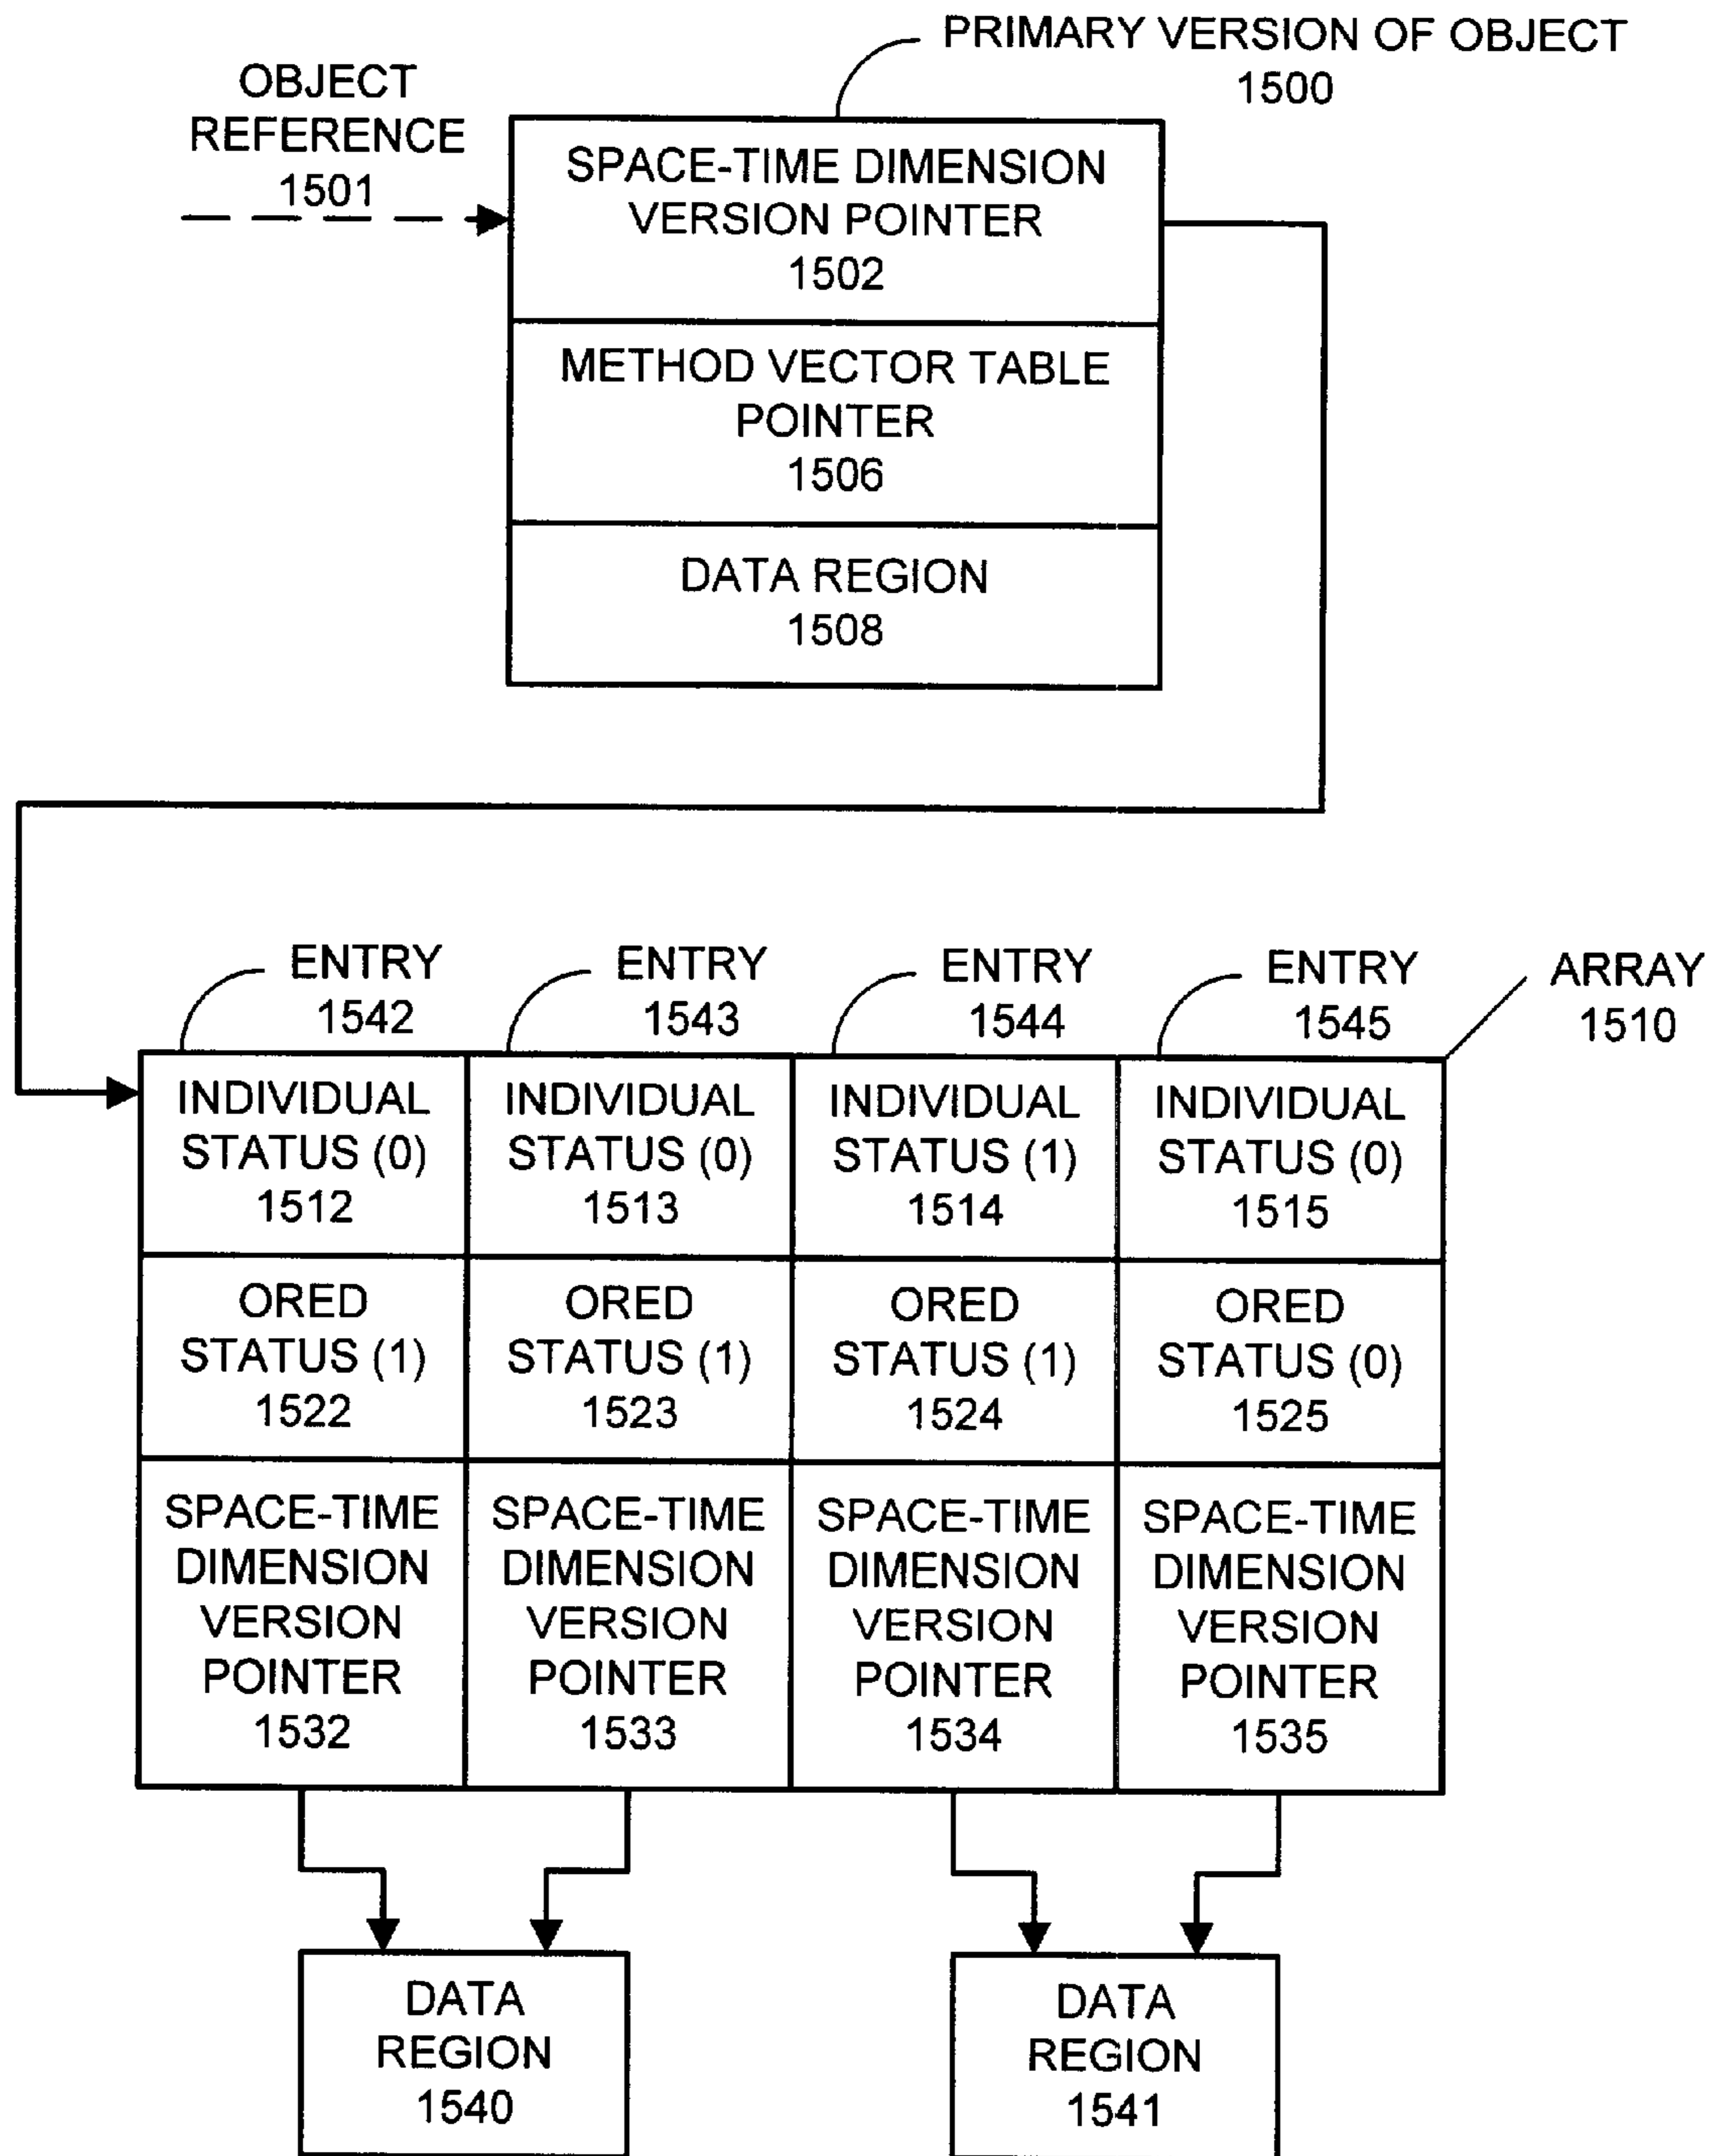 PRIMARY VERSION OF OBJECT
1500
OBJECT
REFERENCE
1501
SPACE-TIME DIMENSION
VERSION POINTER
1502
METHOD VECTOR TABLE
POINTER
1506
DATA REGION
1508
ENTRY
1542
ENTRY
1543
ENTRY
1544
ENTRY
1545
ARRAY
1510
INDIVIDUAL
STATUS (0)
1512
INDIVIDUAL
STATUS (0)
1513
INDIVIDUAL
STATUS (1)
1514
INDIVIDUAL
STATUS (0)
1515
ORED
STATUS (1)
1522
ORED
STATUS (1)
1523
ORED
STATUS (1)
1524
ORED
STATUS (0)
1525
SPACE-TIME
DIMENSION
VERSION
POINTER
1532
SPACE-TIME
DIMENSION
VERSION
POINTER
1533
SPACE-TIME
DIMENSION
VERSION
POINTER
1534
SPACE-TIME
DIMENSION
VERSION
POINTER
1535
DATA
REGION
1540
DATA
REGION
1541